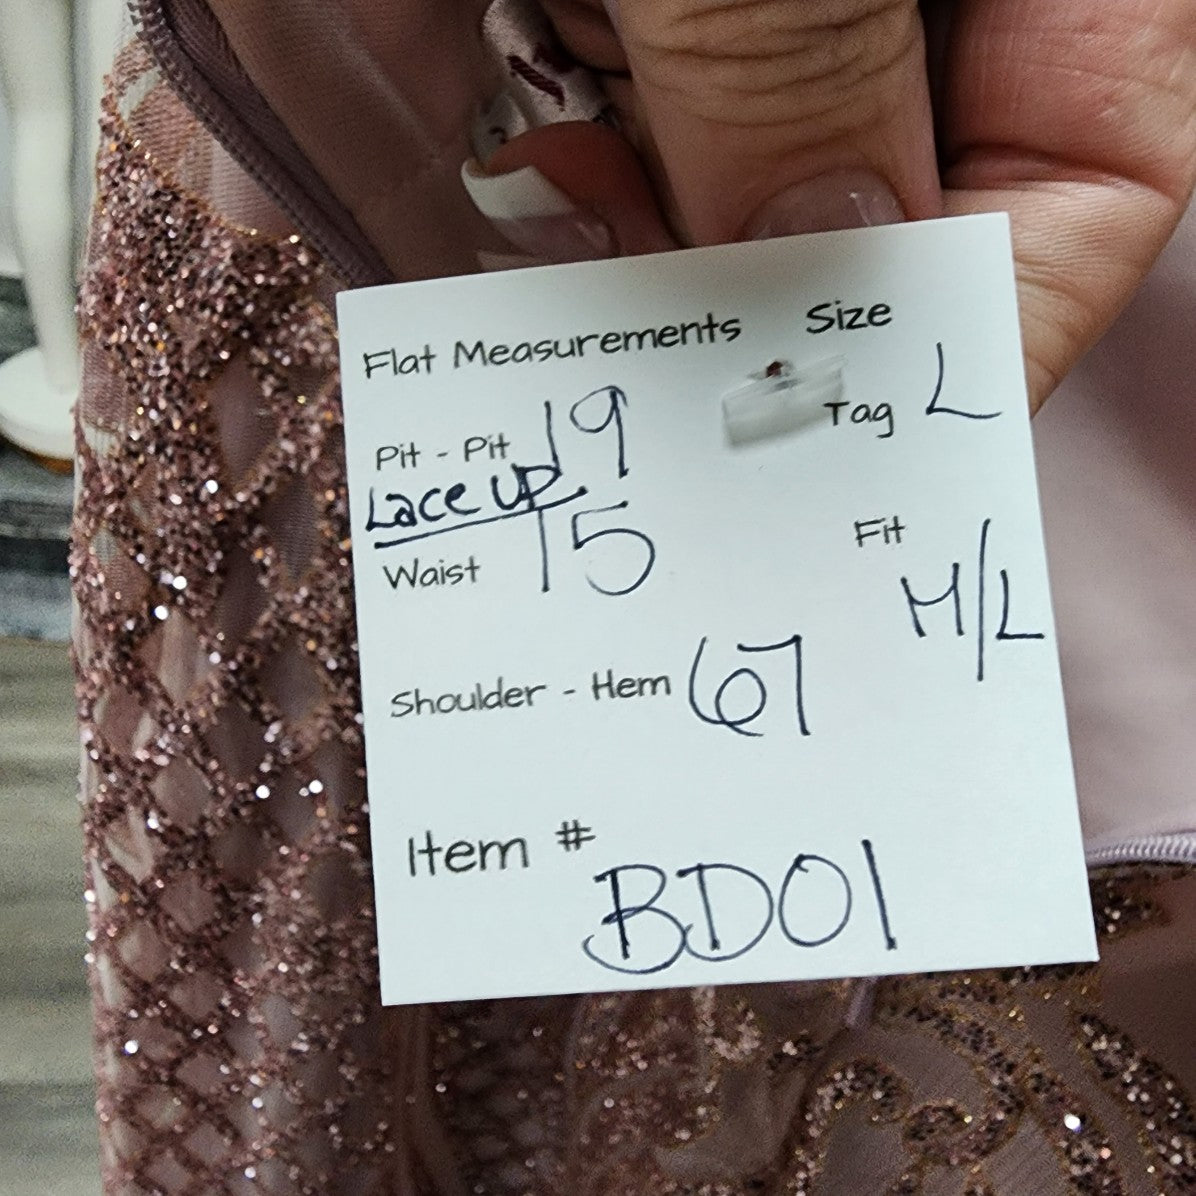 Flat Measurements Size
Pit - Pit 19
Tag L
Lace up
Waist 15
Fit M/L
Shoulder - Hem 67
Item #
BD01